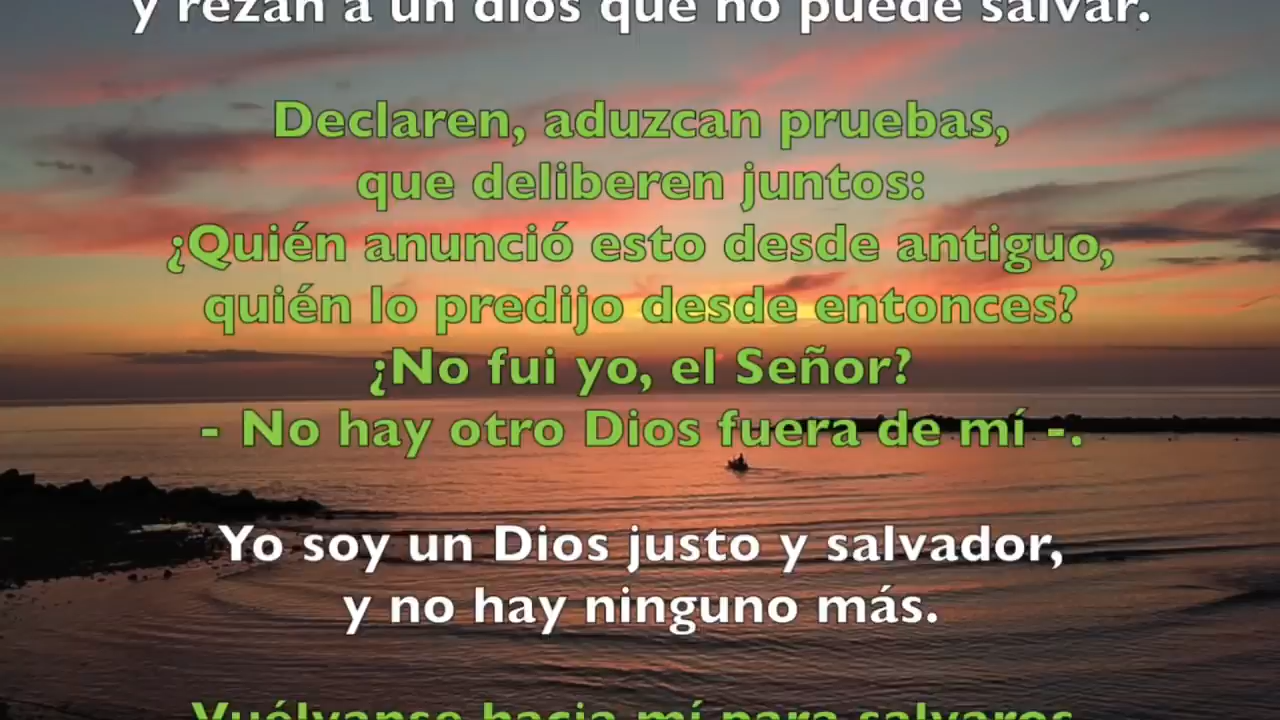 y rezan a un dios que no puede salvar.
Declaren, aduzcan pruebas,
que deliberen juntos:
¿Quién anunció esto desde antiguo,
quién lo predijo desde entonces?
¿No fui yo, el Señor?
- No hay otro Dios fuera de mí -.
Yo soy un Dios justo y salvador,
y no hay ninguno más.
Vuélvanse hacia mí para salvaros